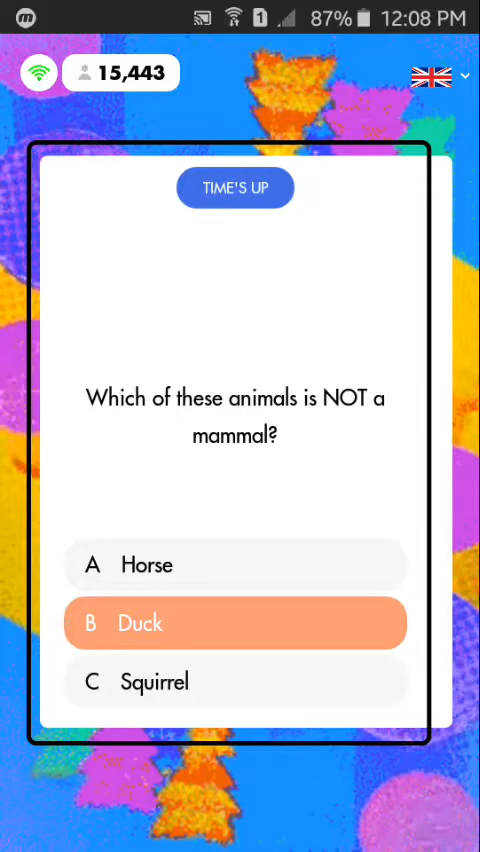 87% 12:08 PM
15,443
TIME'S UP
Which of these animals is NOT a
mammal?
A Horse
B Duck
C Squirrel